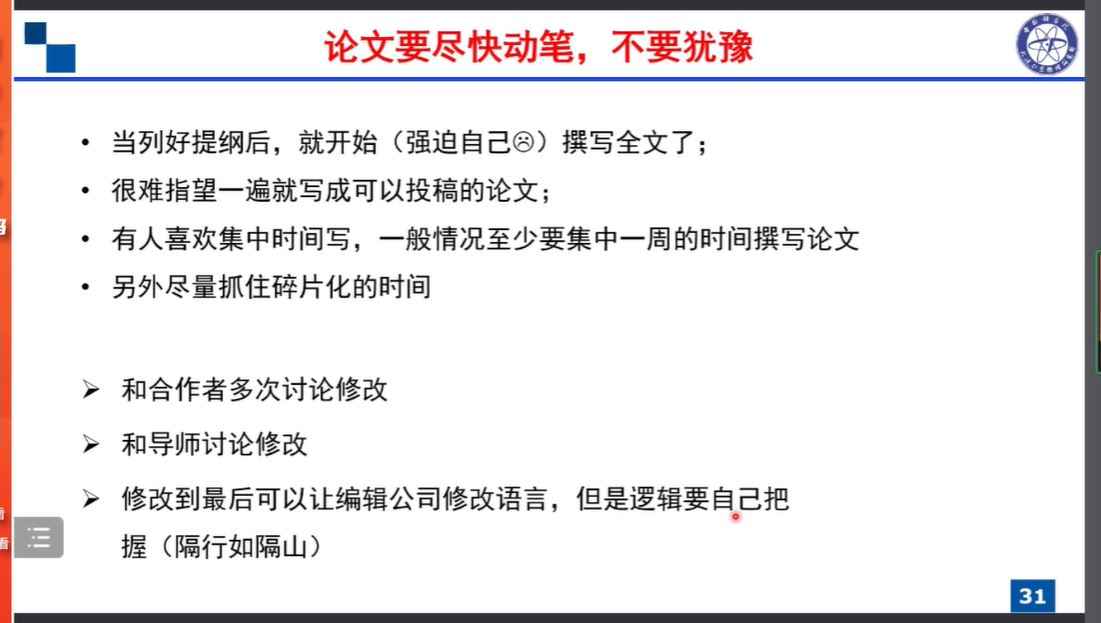 论文要尽快动笔，不要犹豫
• 当列好提纲后，就开始（强迫自己☹）撰写全文了；
• 很难指望一遍就写成可以投稿的论文；
• 有人喜欢集中时间写，一般情况至少要集中一周的时间撰写论文
• 另外尽量抓住碎片化的时间
➢ 和合作者多次讨论修改
➢ 和导师讨论修改
➢ 修改到最后可以让编辑公司修改语言，但是逻辑要自己把
握（隔行如隔山）
看
看
31